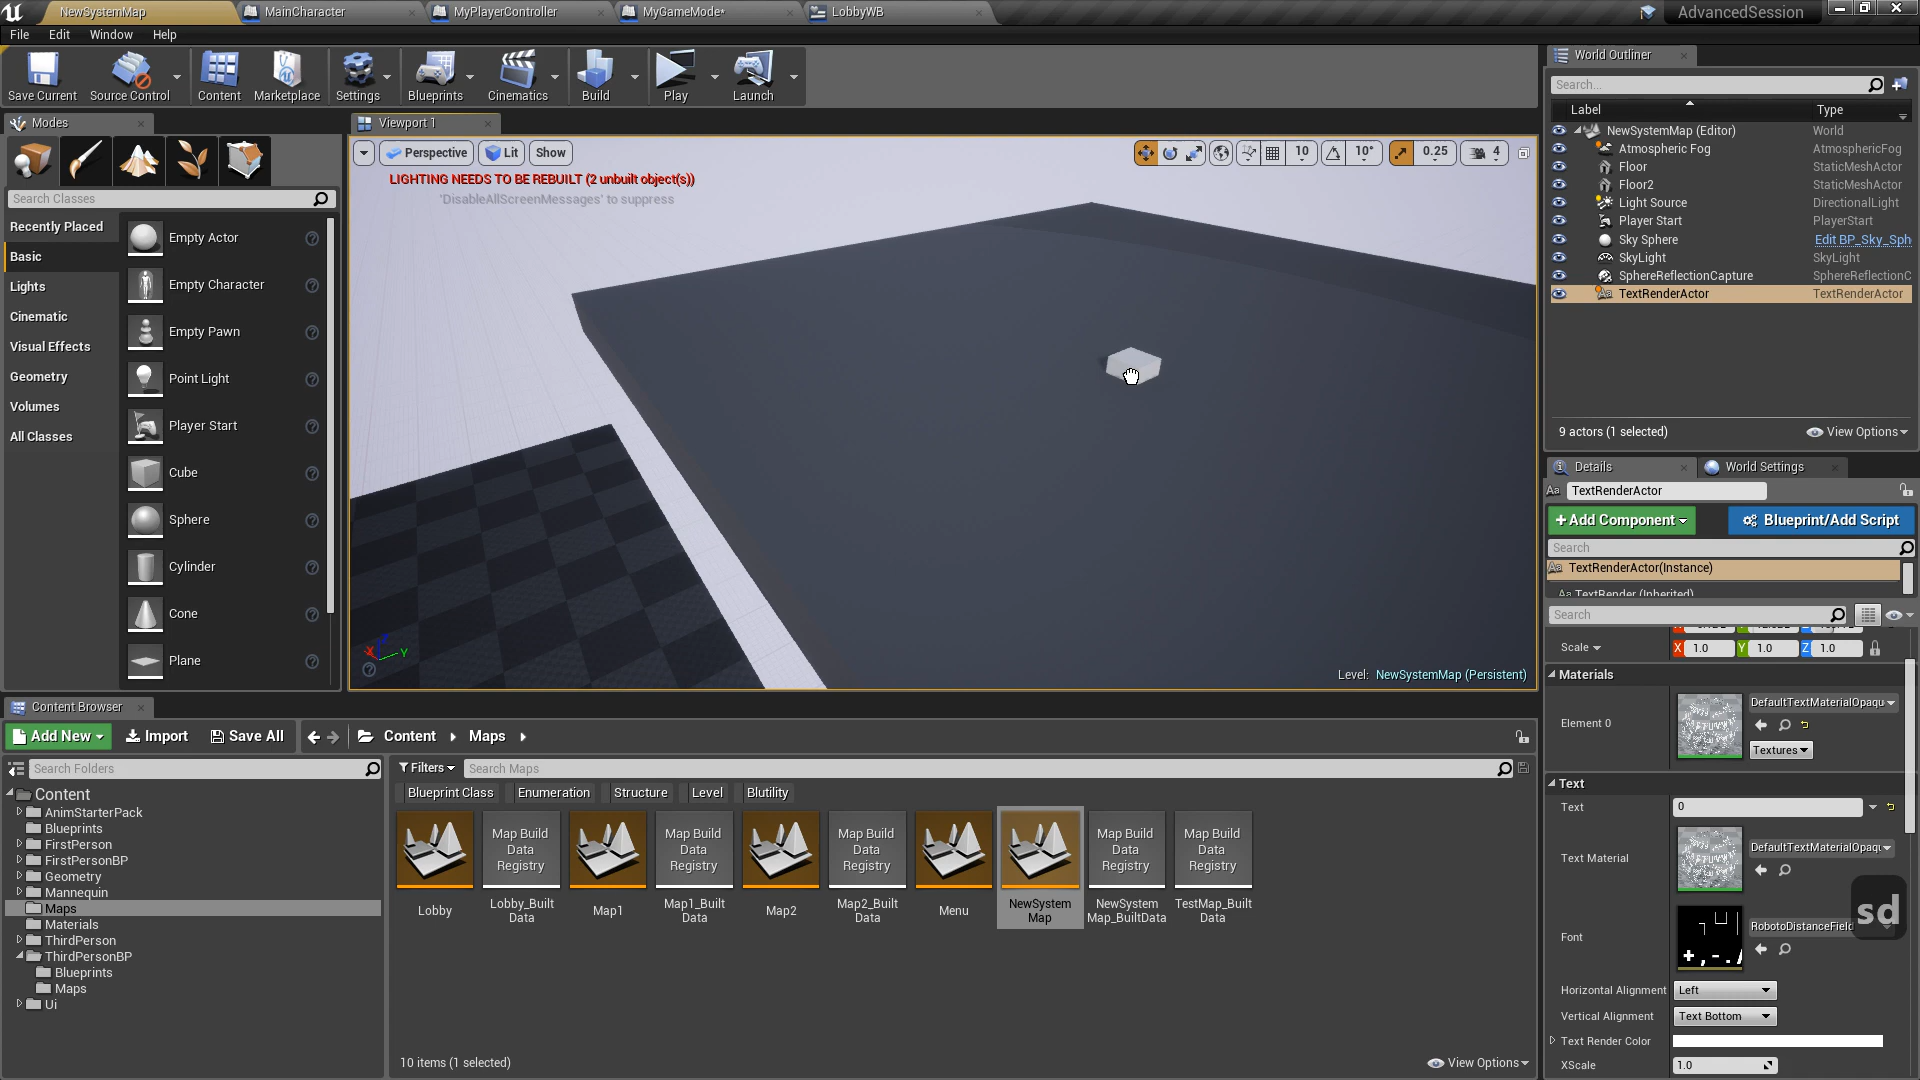 NewSystemMap
MainCharacter
MyPlayerController
MyGameMode*
LobbyWB
AdvancedSession
File
Edit
Window
Help
Save Current
Source Control
Content
Marketplace
Settings
Blueprints
Cinematics
Build
Play
Launch
Modes
Search Classes
Recently Placed
Basic
Lights
Cinematic
Visual Effects
Geometry
Volumes
All Classes
Empty Actor
Empty Character
Empty Pawn
Point Light
Player Start
Cube
Sphere
Cylinder
Cone
Plane
Viewport 1
Perspective
Lit
Show
10
10°
0.25
4
LIGHTING NEEDS TO BE REBUILT (2 unbuilt object(s))
'DisableAllScreenMessages' to suppress
X
Y
Level: NewSystemMap (Persistent)
World Outliner
Search...
Label
Type
NewSystemMap (Editor) World
Atmospheric Fog AtmosphericFog
Floor StaticMeshActor
Floor2 StaticMeshActor
Light Source DirectionalLight
Player Start PlayerStart
Sky Sphere Edit BP_Sky_Sph
SkyLight SkyLight
SphereReflectionCapture SphereReflectionC
TextRenderActor TextRenderActor
9 actors (1 selected)
View Options
Details
World Settings
TextRenderActor
+Add Component
Blueprint/Add Script
Search
TextRenderActor(Instance)
TextRender (Inherited)
Search
Scale X 1.0 Y 1.0 Z 1.0
Materials
Element 0
DefaultTextMaterialOpaqu
Textures
Text
Text 0
Text Material
DefaultTextMaterialOpaqu
Font
RobotoDistanceField
sd
Horizontal Alignment Left
Vertical Alignment Text Bottom
Text Render Color
XScale 1.0
Content Browser
Add New
Import
Save All
Content
Maps
Search Folders
Filters
Search Maps
Blueprint Class
Enumeration
Structure
Level
Blutility
Content
AnimStarterPack
Blueprints
FirstPerson
FirstPersonBP
Geometry
Mannequin
Maps
Materials
ThirdPerson
ThirdPersonBP
Blueprints
Maps
Ui
Lobby
Map Build
Data
Registry
Lobby_Built
Data
Map1
Map Build
Data
Registry
Map1_Built
Data
Map2
Map Build
Data
Registry
Map2_Built
Data
Menu
NewSystem
Map
Map Build
Data
Registry
NewSystem
Map_BuiltData
Map Build
Data
Registry
TestMap_Built
Data
10 items (1 selected)
View Options